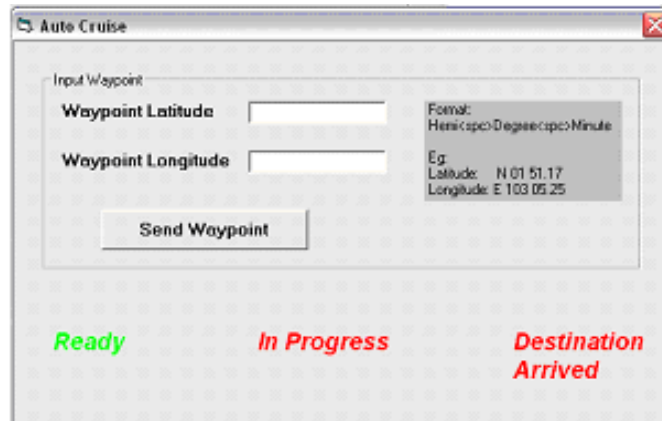 Auto Cruise
Input Waypoint
Waypoint Latitude
Waypoint Longitude
Format:
Hemi<spc>Degree<spc>Minute
Eg:
Latitude: N 01 51.17
Longitude: E 103 05.25
Send Waypoint
Ready
In Progress
Destination
Arrived